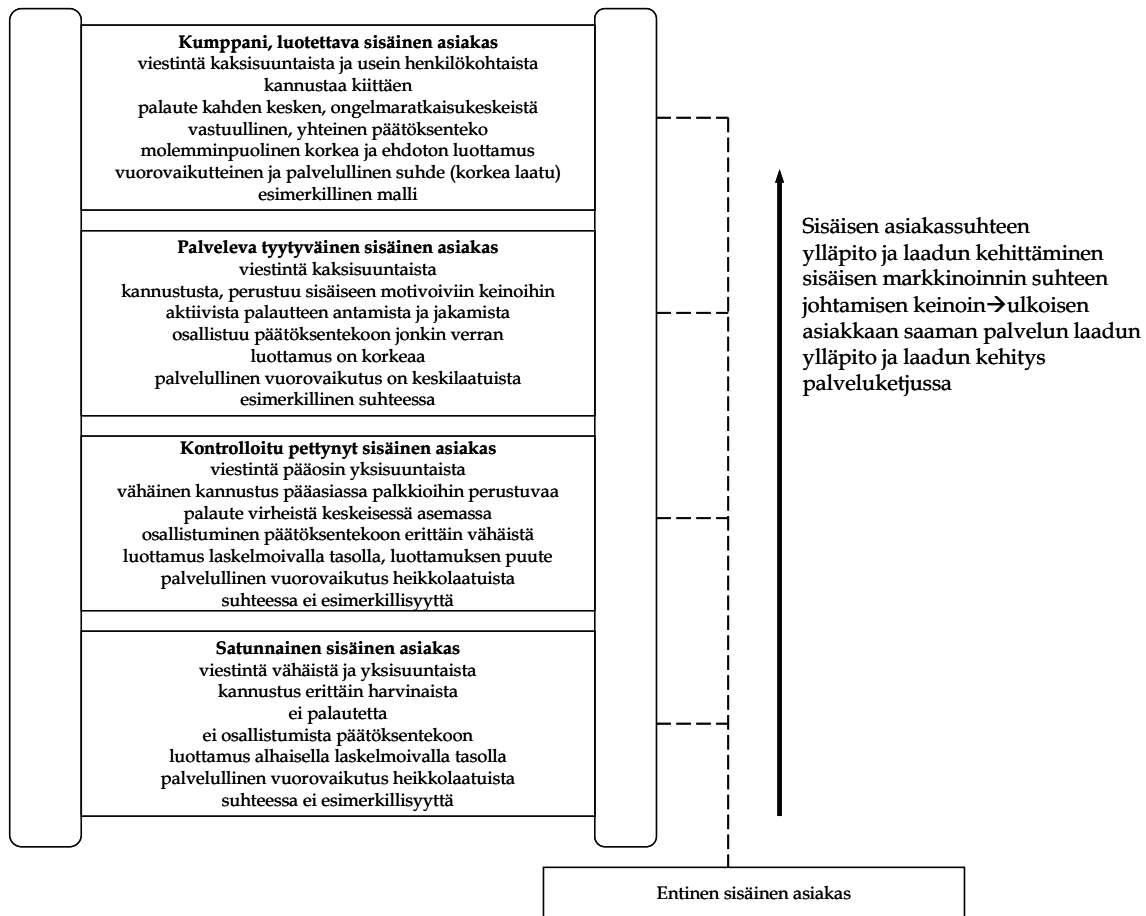 Kumppani, luotettava sisäinen asiakas
viestintä kaksisuuntaista ja usein henkilökohtaista
kannustaa kiittäen
palaute kahden kesken, ongelmaratkaisukeskeistä
vastuullinen, yhteinen päätöksenteko
molemminpuolinen korkea ja ehdoton luottamus
vuorovaikutteinen ja palvelullinen suhde (korkea laatu)
esimerkillinen malli
Palveleva tyytyväinen sisäinen asiakas
viestintä kaksisuuntaista
kannustusta, perustuu sisäiseen motivoiviin keinoihin
aktiivista palautteen antamista ja jakamista
osallistuu päätöksentekoon jonkin verran
luottamus on korkeaa
palvelullinen vuorovaikutus on keskilaatuista
esimerkillinen suhteessa
Kontrolloitu pettynyt sisäinen asiakas
viestintä pääosin yksisuuntaista
vähäinen kannustus pääasiassa palkkioihin perustuvaa
palaute virheistä keskeisessä asemassa
osallistuminen päätöksentekoon erittäin vähäistä
luottamus laskelmoivalla tasolla, luottamuksen puute
palvelullinen vuorovaikutus heikkolaatuista
suhteessa ei esimerkillisyyttä
Satunnainen sisäinen asiakas
viestintä vähäistä ja yksisuuntaista
kannustus erittäin harvinaista
ei palautetta
ei osallistumista päätöksentekoon
luottamus alhaisella laskelmoivalla tasolla
palvelullinen vuorovaikutus heikkolaatuista
suhteessa ei esimerkillisyyttä
Sisäisen asiakassuhteen
ylläpito ja laadun kehittäminen
sisäisen markkinoinnin suhteen
johtamisen keinoin→ulkoisen
asiakkaan saaman palvelun laadun
ylläpito ja laadun kehitys
palveluketjussa
Entinen sisäinen asiakas